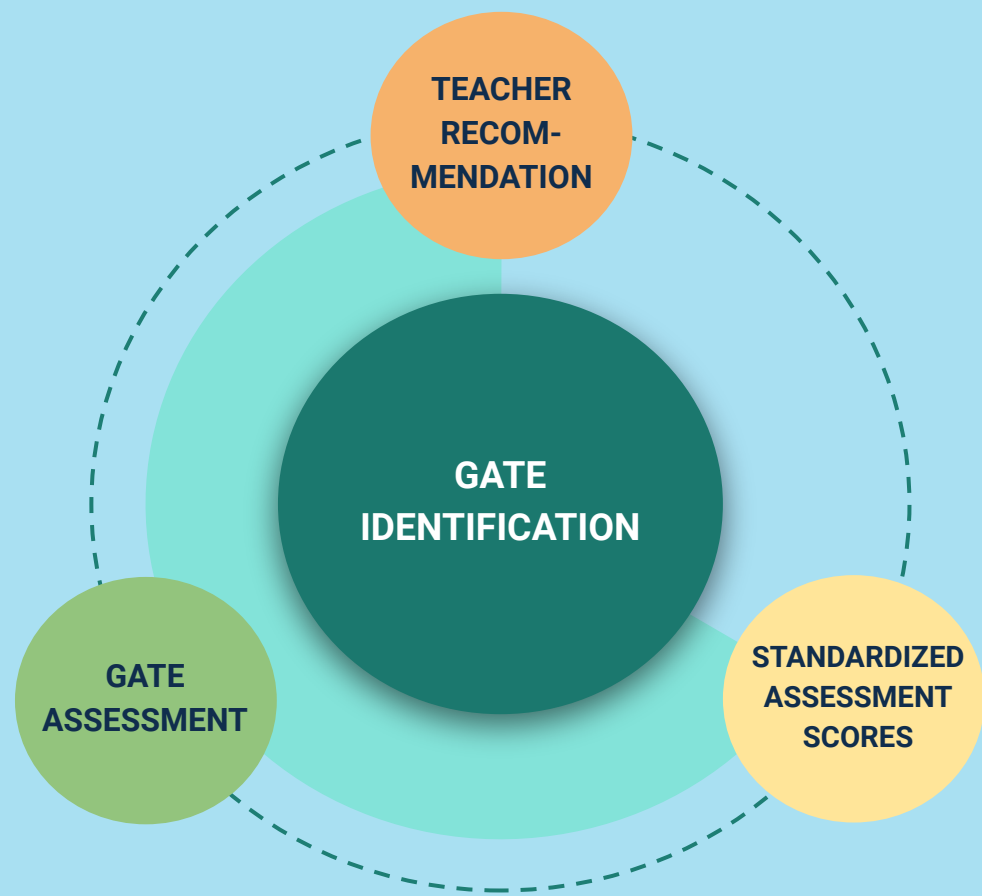 TEACHER
RECOM-
MENDATION
GATE
IDENTIFICATION
GATE
ASSESSMENT
STANDARDIZED
ASSESSMENT
SCORES